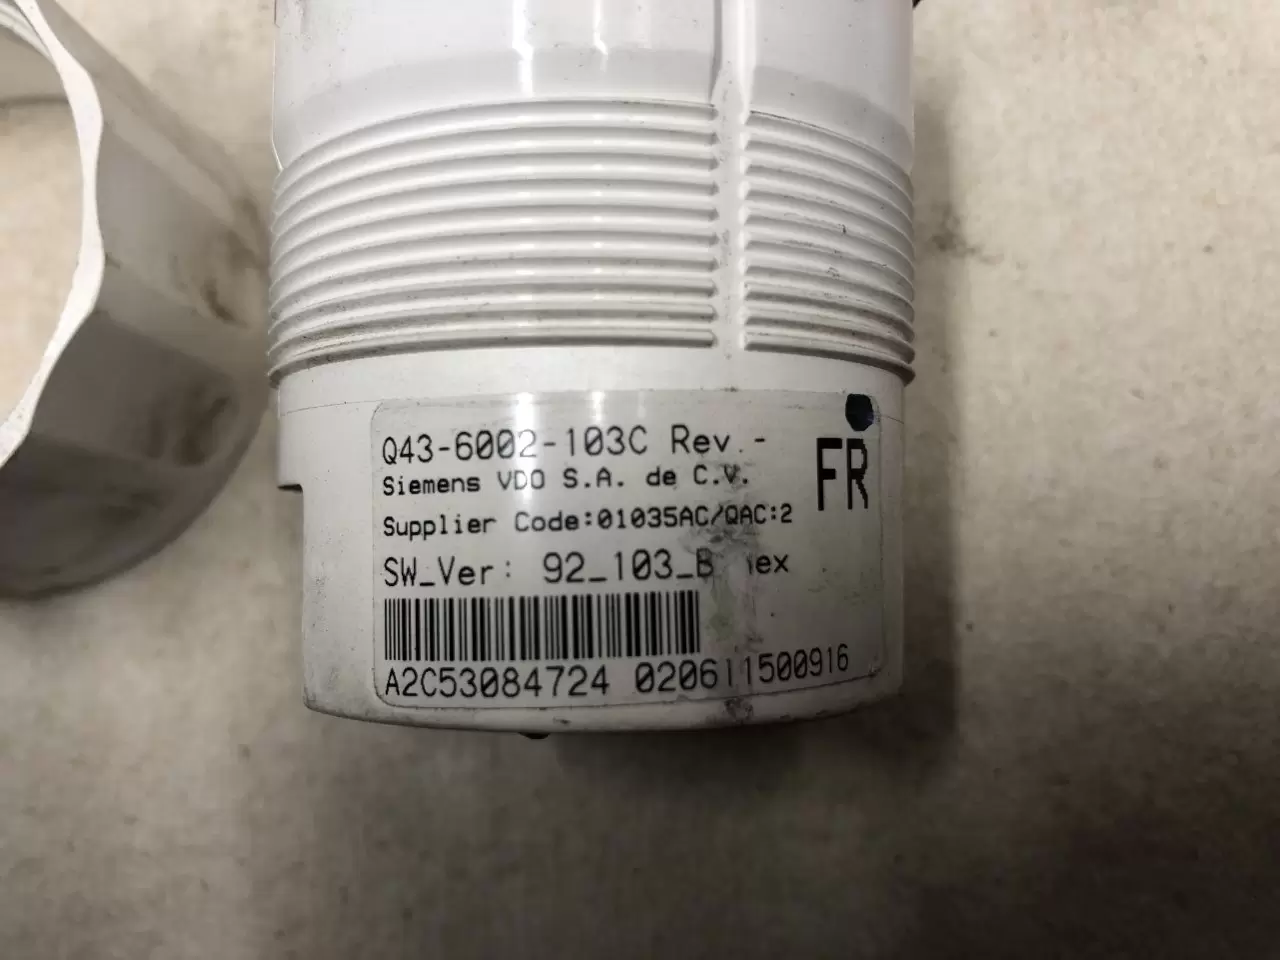 Q43-6002-103C Rev.-
Siemens VDO S.A. de C.V.
FR
Supplier Code:01035AC/QAC:2
SW_Ver: 92_103_B
A2C53084724 020611500916